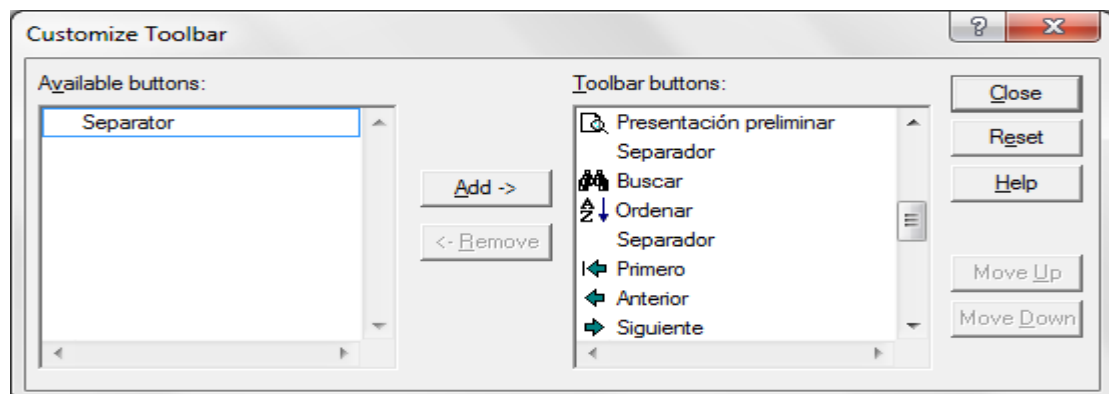 Customize Toolbar
?
X
Available buttons:
Separator
Add ->
<- Remove
Toolbar buttons:
Presentación preliminar
Separador
Buscar
Ordenar
Separador
Primero
Anterior
Siguiente
Close
Reset
Help
Move Up
Move Down